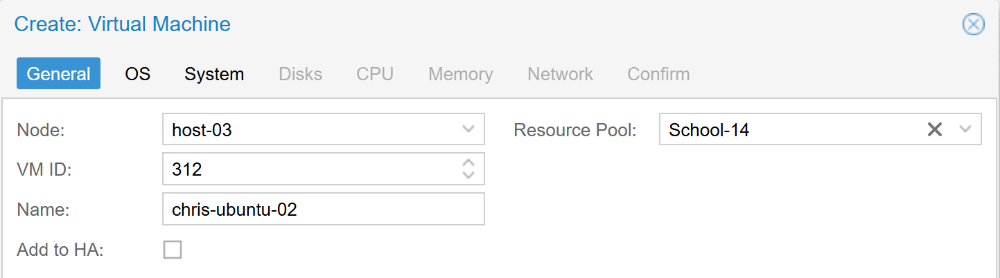 Create: Virtual Machine
General OS System Disks CPU Memory Network Confirm
Node: host-03 Resource Pool: School-14
VM ID: 312
Name: chris-ubuntu-02
Add to HA: